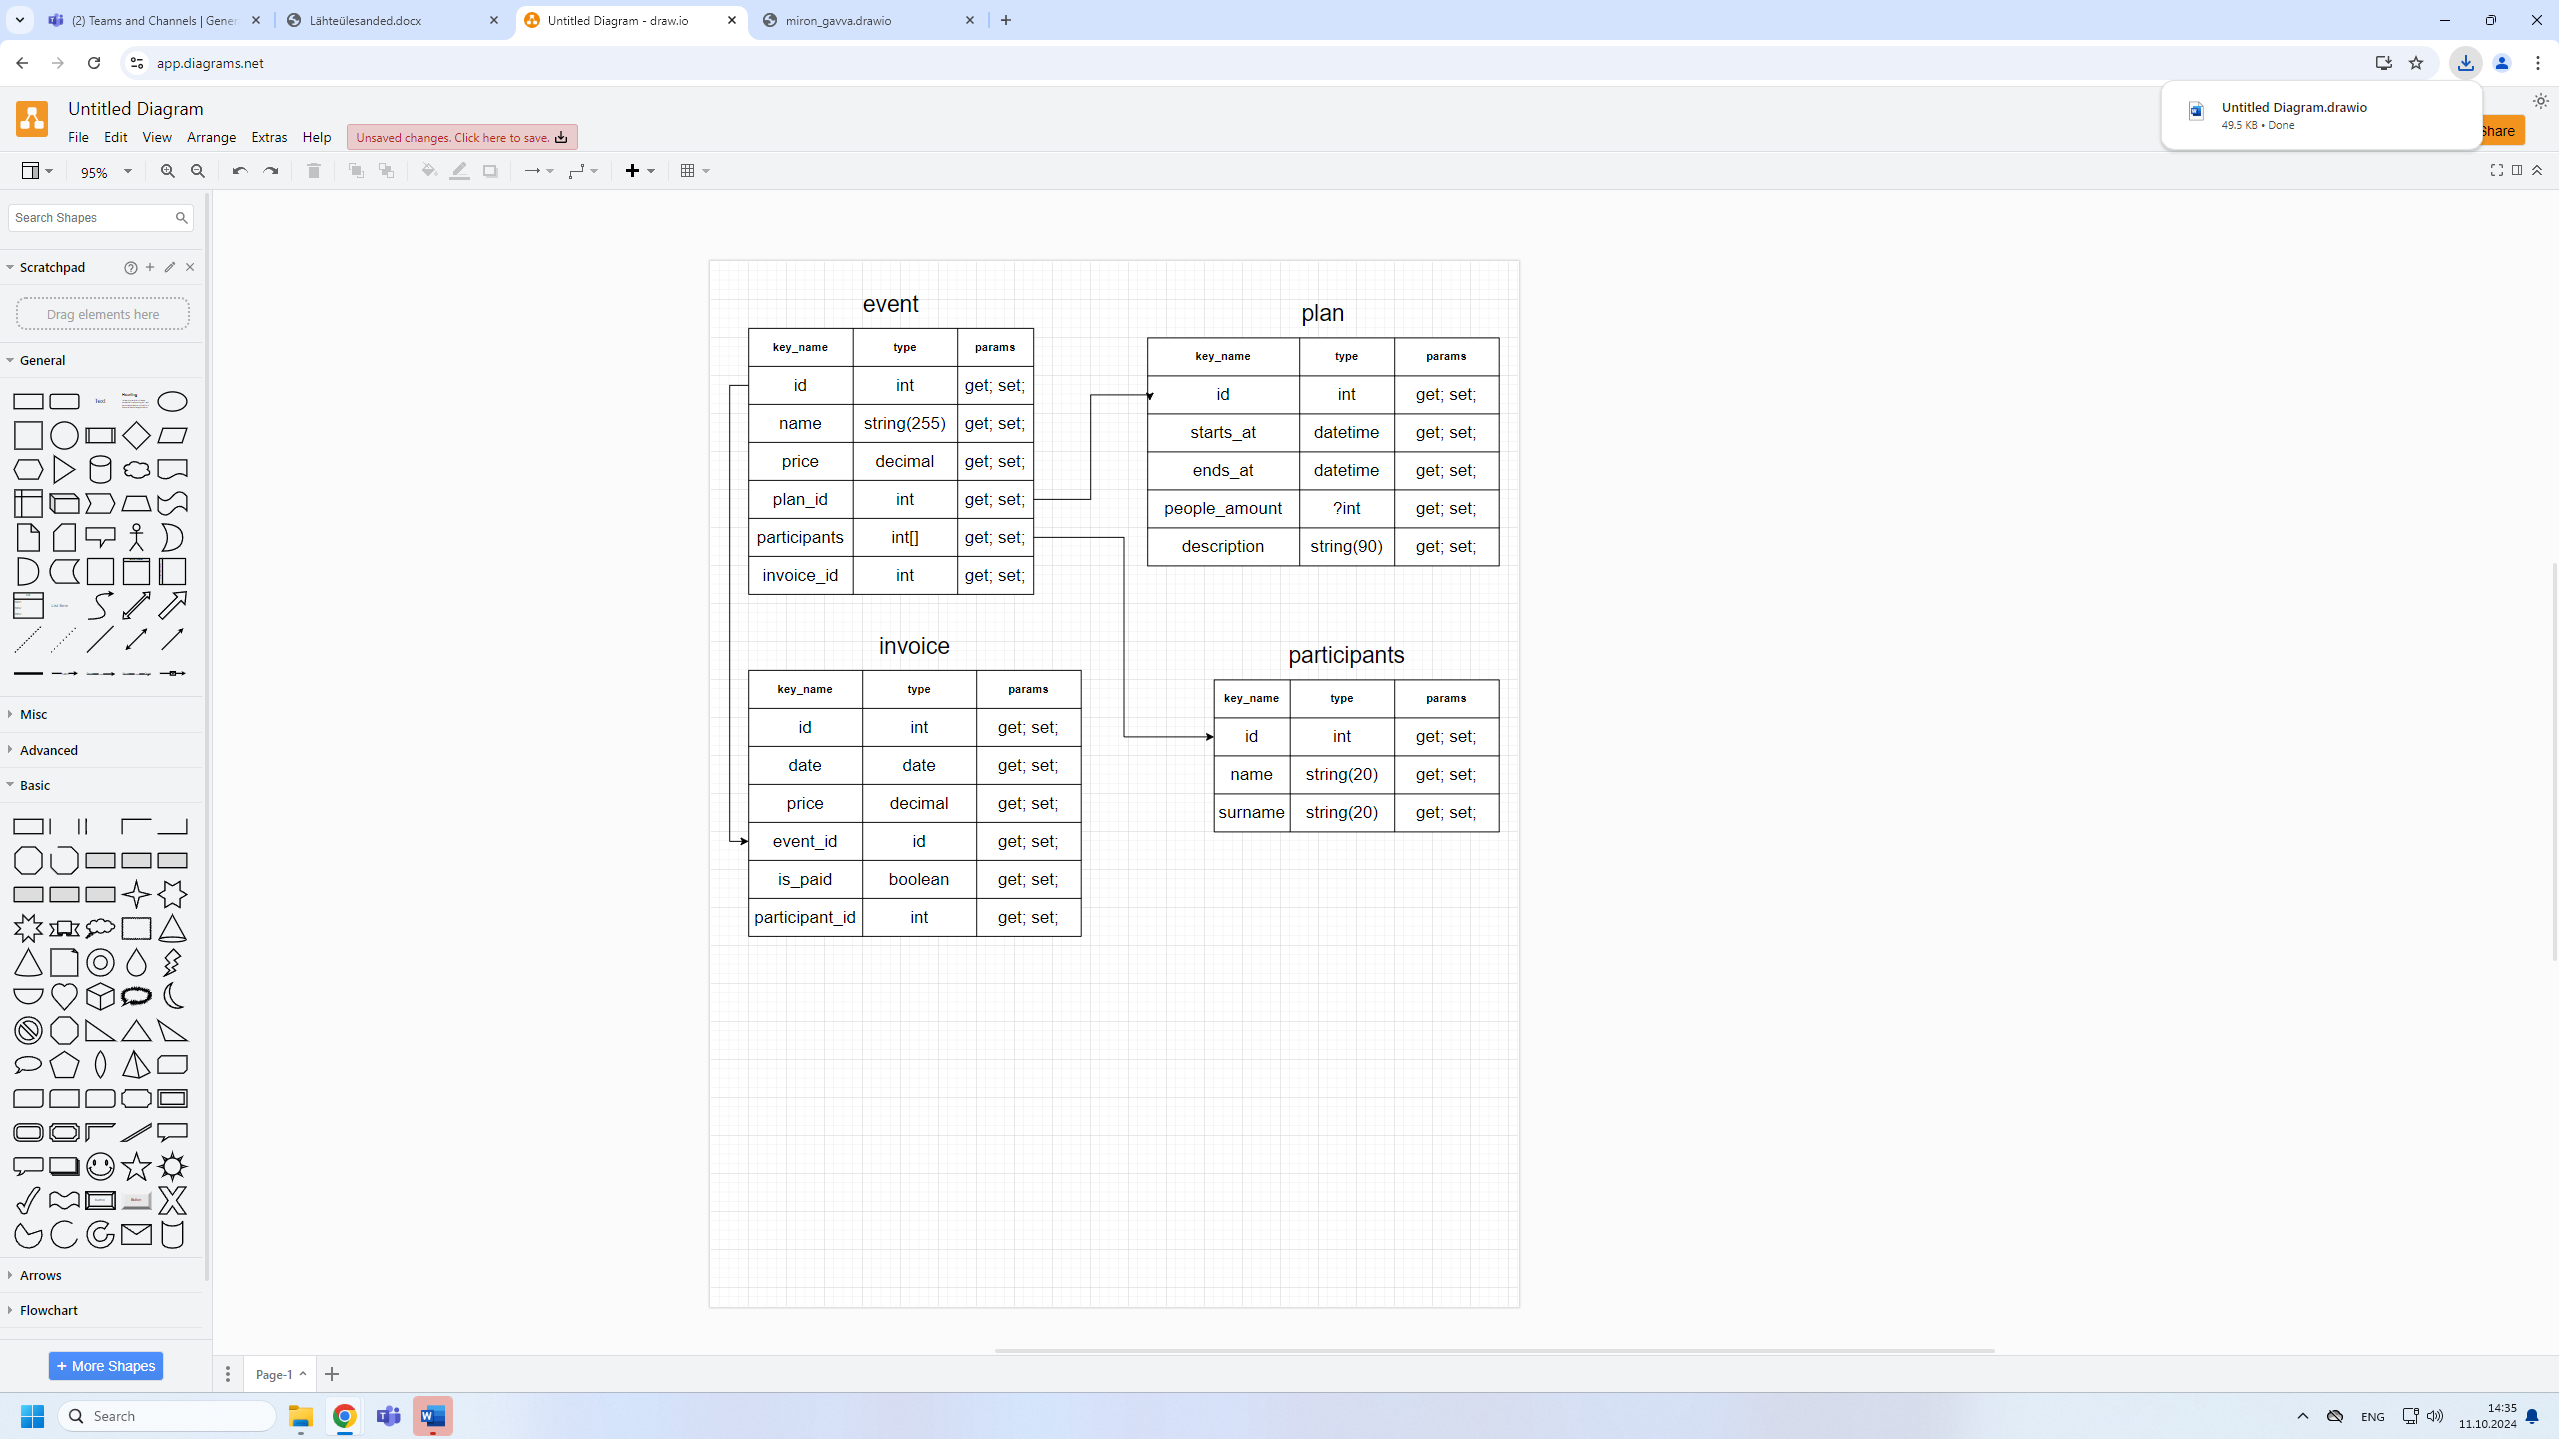 (2) Teams and Channels | Gener
Lähteülesanded.docx
Untitled Diagram - draw.io
miron_gavva.drawio
app.diagrams.net
Untitled Diagram
Untitled Diagram.drawio
49.5 KB • Done
File Edit View Arrange Extras Help
Unsaved changes. Click here to save.
Share
95%
Search Shapes
Scratchpad
Drag elements here
General
Text
Heading
Misc
Advanced
Basic
Arrows
Flowchart
+ More Shapes
event
key_name type params
id int get; set;
name string(255) get; set;
price decimal get; set;
plan_id int get; set;
participants int[] get; set;
invoice_id int get; set;
plan
key_name type params
id int get; set;
starts_at datetime get; set;
ends_at datetime get; set;
people_amount ?int get; set;
description string(90) get; set;
invoice
key_name type params
id int get; set;
date date get; set;
price decimal get; set;
event_id id get; set;
is_paid boolean get; set;
participant_id int get; set;
participants
key_name type params
id int get; set;
name string(20) get; set;
surname string(20) get; set;
Page-1
Search
ENG
14:35
11.10.2024